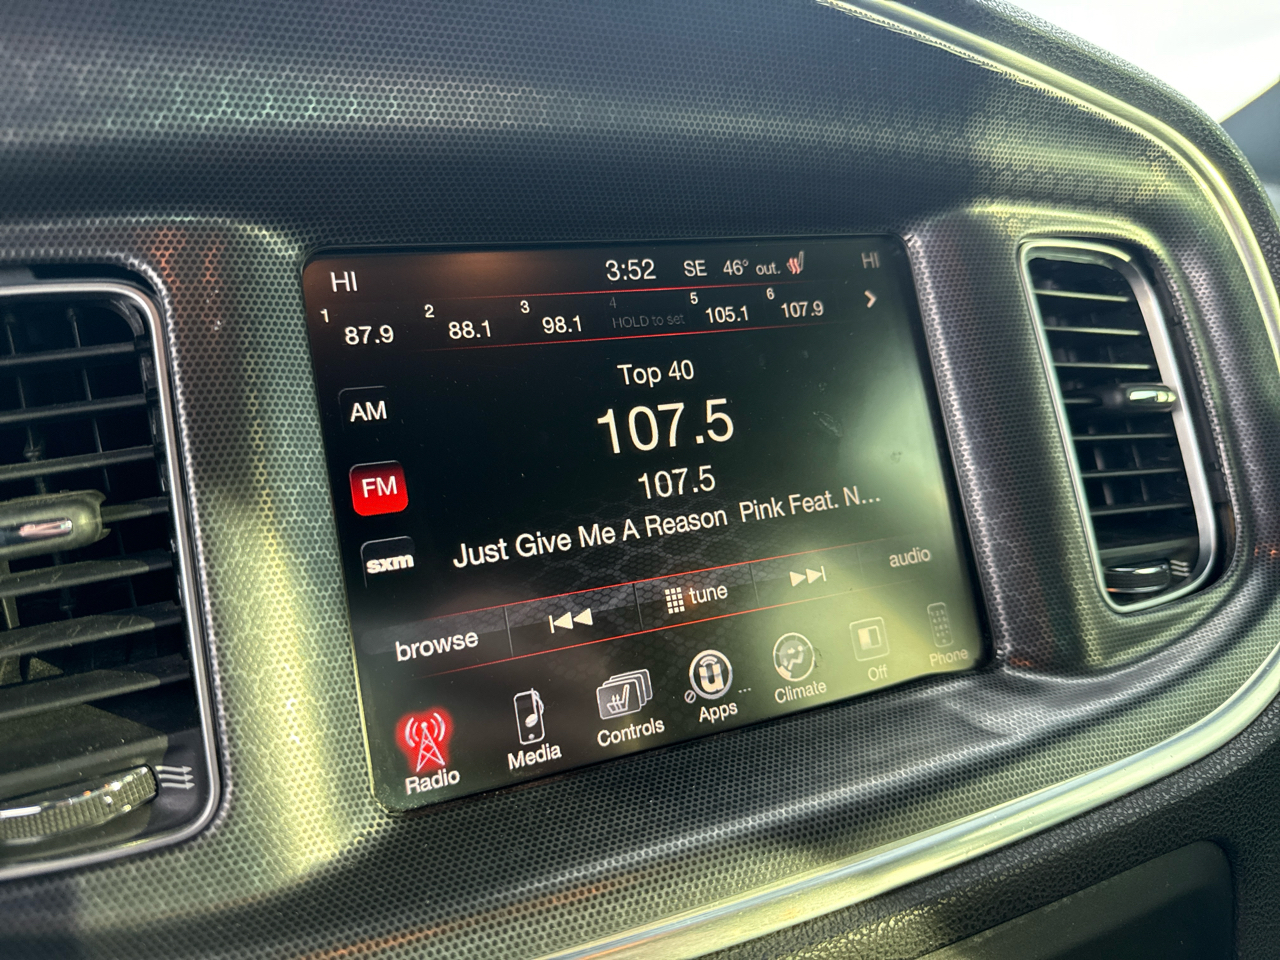 HI 3:52 SE 46° out. HI
1 87.9 2 88.1 3 98.1 4 HOLD to set 5 105.1 6 107.9
Top 40
AM
107.5
FM
107.5
Just Give Me A Reason Pink Feat. N...
sxm
browse tune audio
Radio Media Controls Apps ... Climate Off Phone